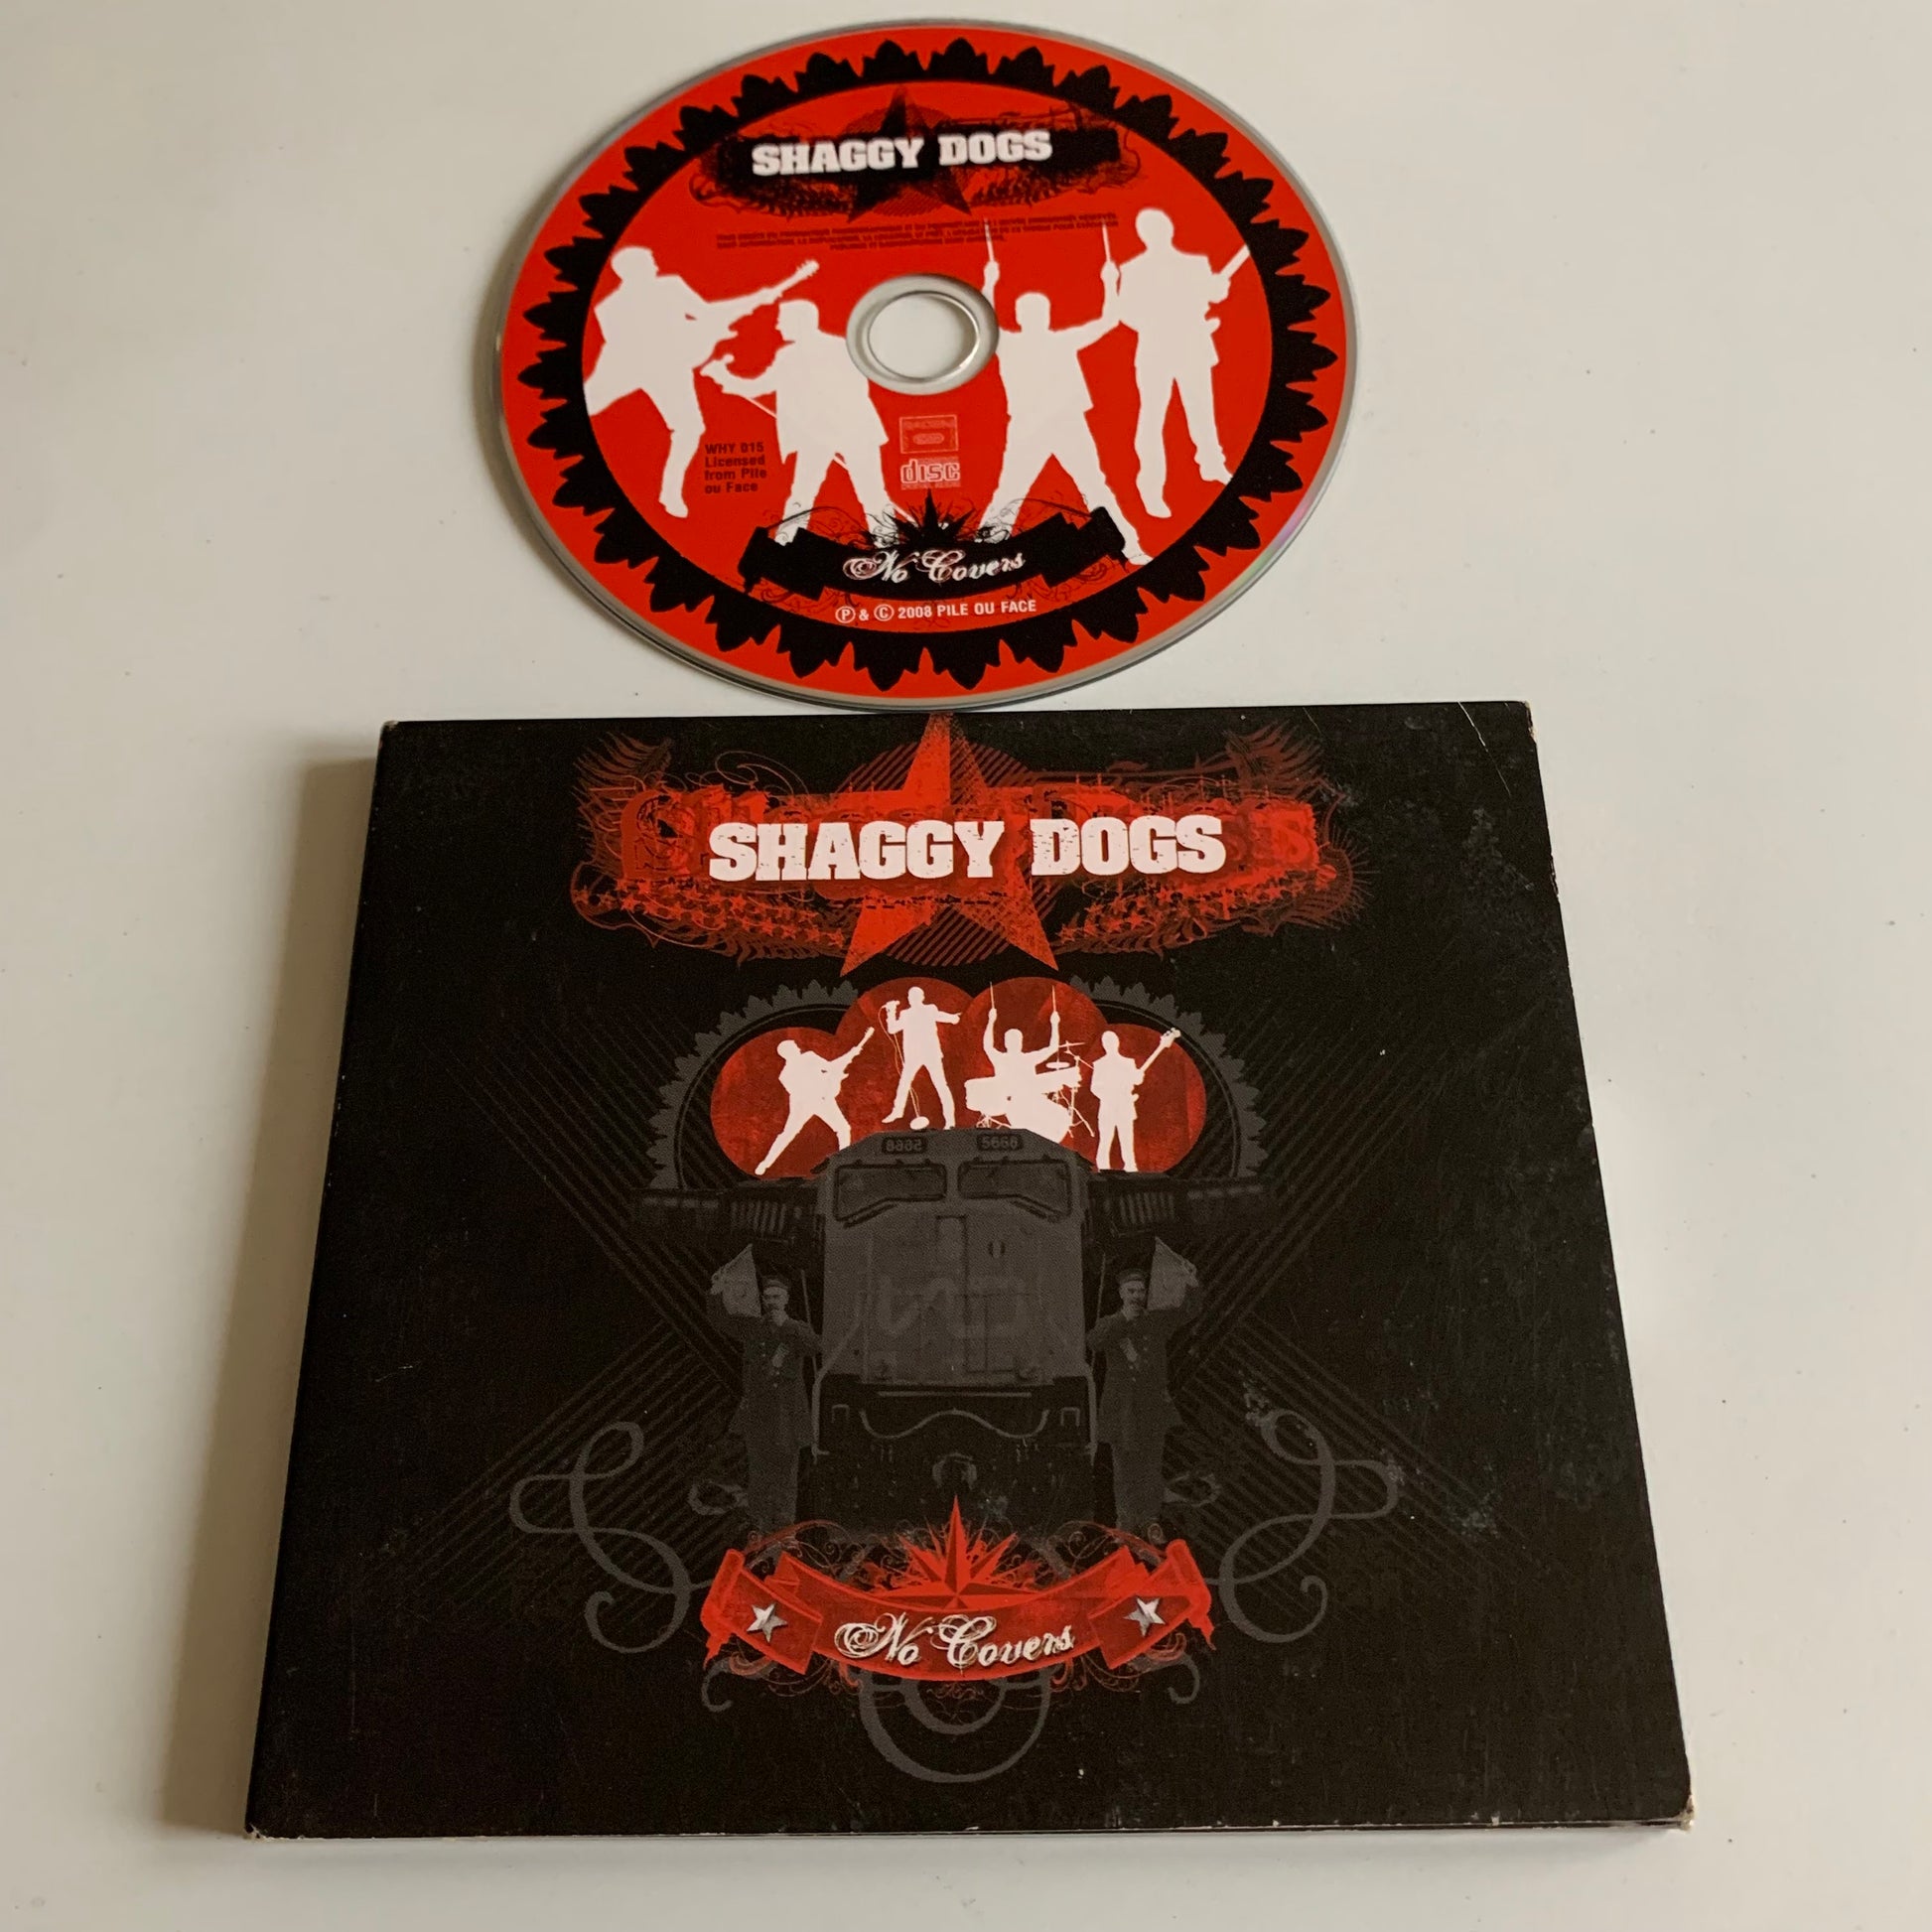 SHAGGY DOGS
WHY 015
Licensed
from Pile
ou Face
disc
No Covers
Ⓟ & Ⓒ 2008 PILE OU FACE
SHAGGY DOGS
5668
No Covers